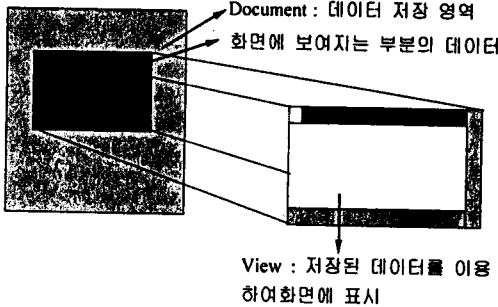 Document : 데이터 저장 영역
화면에 보여지는 부분의 데이터
View : 저장된 데이터를 이용
하여화면에 표시